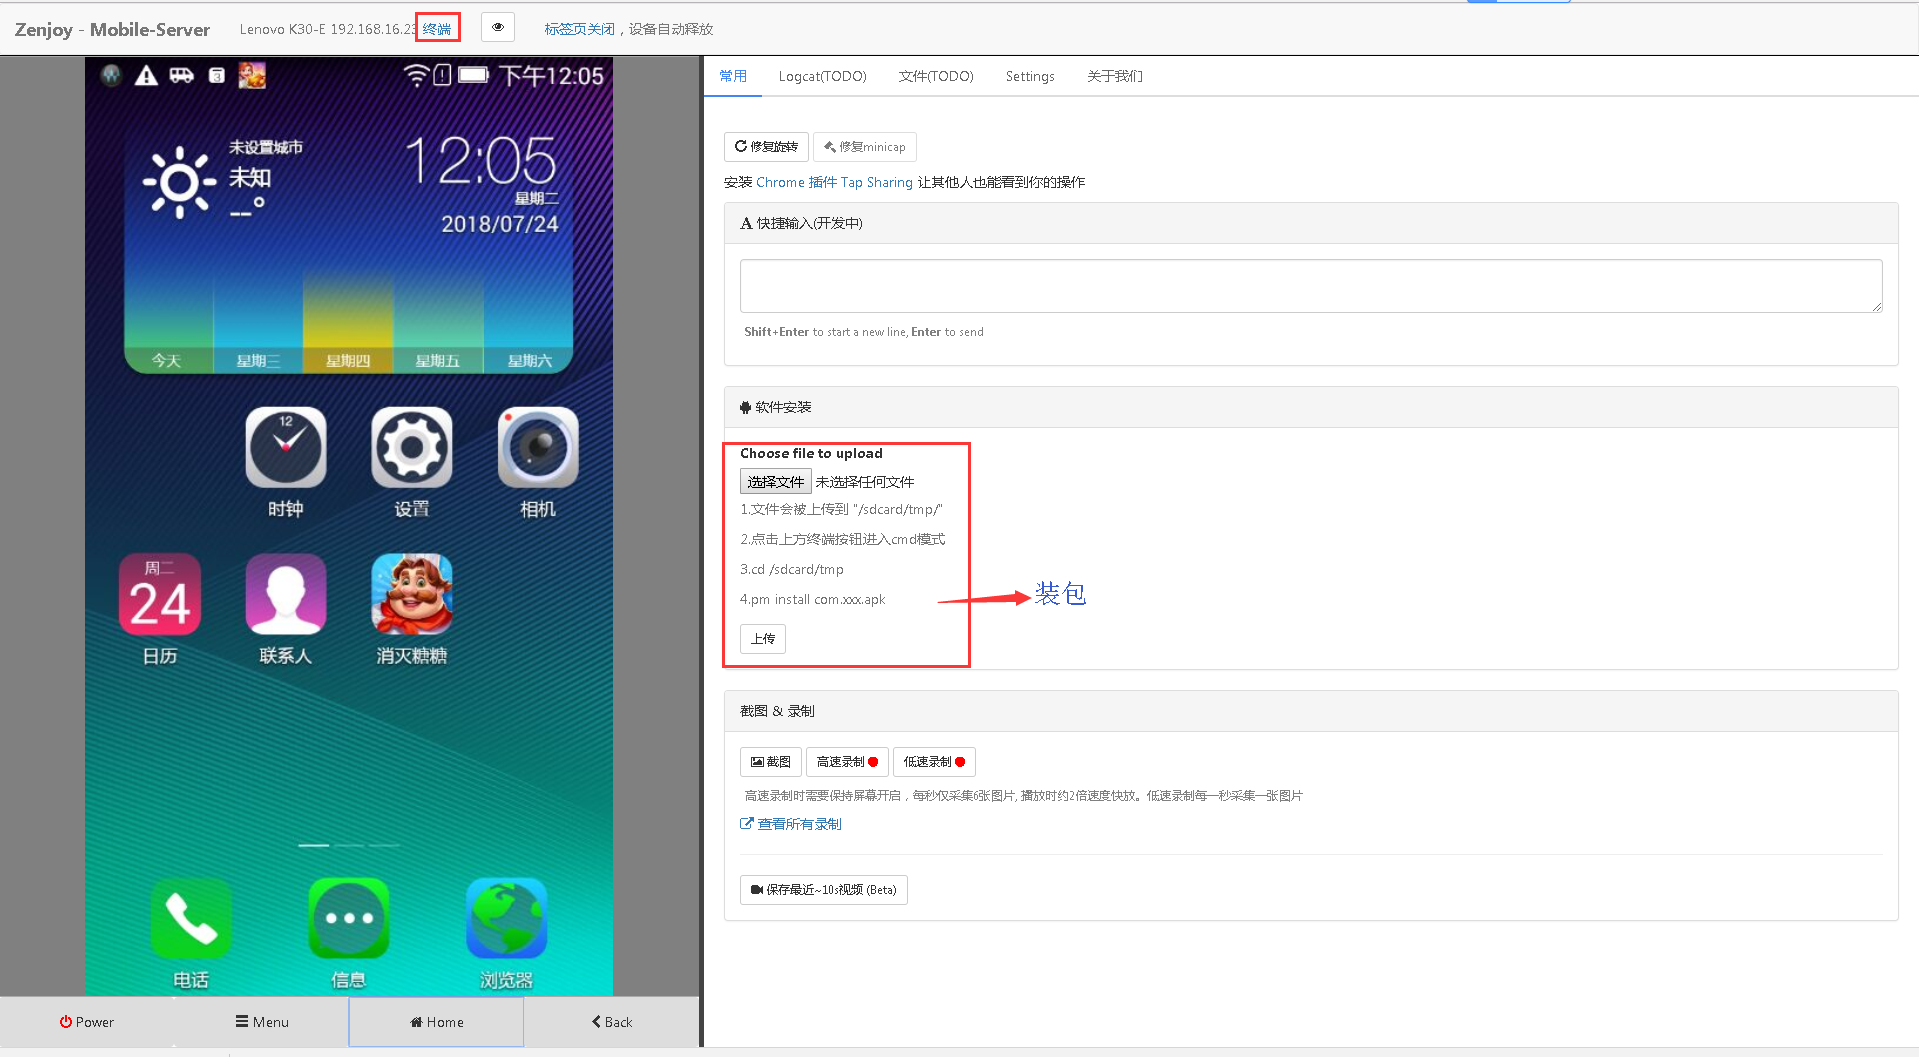 Zenjoy - Mobile-Server
Lenovo K30-E 192.168.16.23
终端
标签页关闭，设备自动释放
下午12:05
未设置城市
未知
--°
12:05
星期二
2018/07/24
今天
星期三
星期四
星期五
星期六
12
时钟
设置
相机
周二
24
日历
联系人
消灭糖糖
电话
信息
浏览器
Power
Menu
Home
Back
常用
Logcat(TODO)
文件(TODO)
Settings
关于我们
修复旋转
修复minicap
安装 Chrome 插件 Tap Sharing 让其他人也能看到你的操作
A 快捷输入(开发中)
Shift+Enter to start a new line, Enter to send
软件安装
Choose file to upload
选择文件 未选择任何文件
1.文件会被上传到 "/sdcard/tmp/"
2.点击上方终端按钮进入cmd模式
3.cd /sdcard/tmp
4.pm install com.xxx.apk
装包
上传
截图 & 录制
截图
高速录制
低速录制
高速录制时需要保持屏幕开启，每秒仅采集6张图片, 播放时约2倍速度快放。低速录制每一秒采集一张图片
查看所有录制
保存最近~10s视频 (Beta)